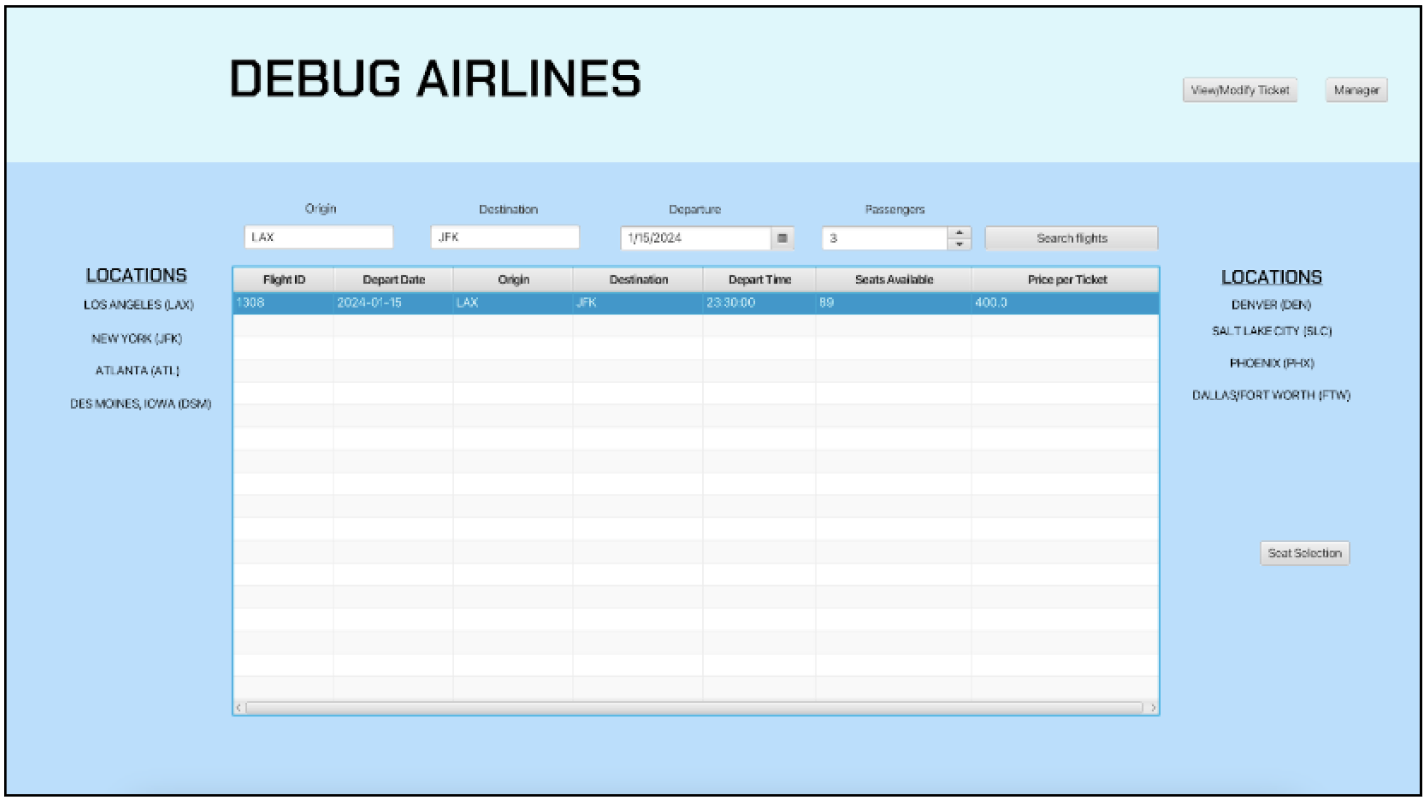 DEBUG AIRLINES
View/Modify Ticket Manager
Origin Destination Departure Passengers
LAX JFK 1/15/2024 3 Search flights
LOCATIONS
LOS ANGELES (LAX)
NEW YORK (JFK)
ATLANTA (ATL)
DES MOINES, IOWA (DSM)
Flight ID Depart Date Origin Destination Depart Time Seats Available Price per Ticket
1308 2024-01-15 LAX JFK 23:30:00 89 400.0
LOCATIONS
DENVER (DEN)
SALT LAKE CITY (SLC)
PHOENIX (PHX)
DALLAS/FORT WORTH (FTW)
Seat Selection